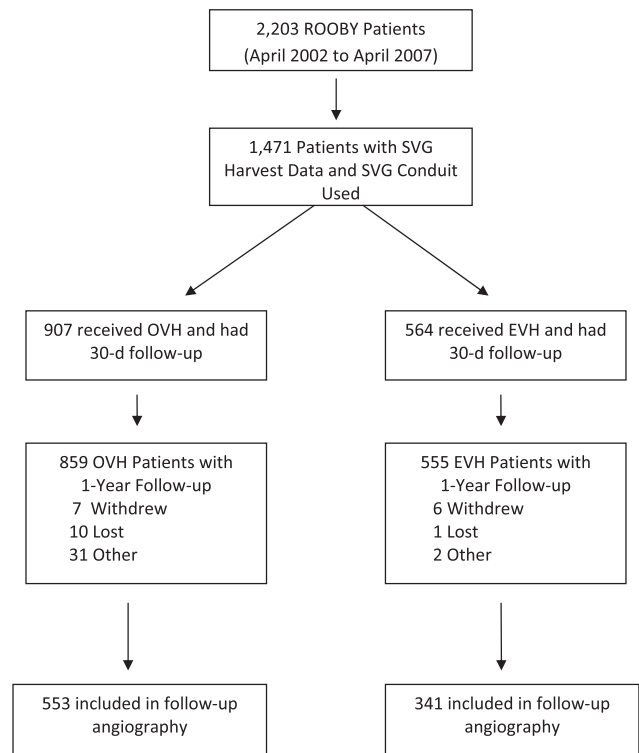 2,203 ROOBY Patients
(April 2002 to April 2007)
1,471 Patients with SVG
Harvest Data and SVG Conduit
Used
907 received OVH and had
30-d follow-up
564 received EVH and had
30-d follow-up
859 OVH Patients with
1-Year Follow-up
7 Withdrew
10 Lost
31 Other
555 EVH Patients with
1-Year Follow-up
6 Withdrew
1 Lost
2 Other
553 included in follow-up
angiography
341 included in follow-up
angiography